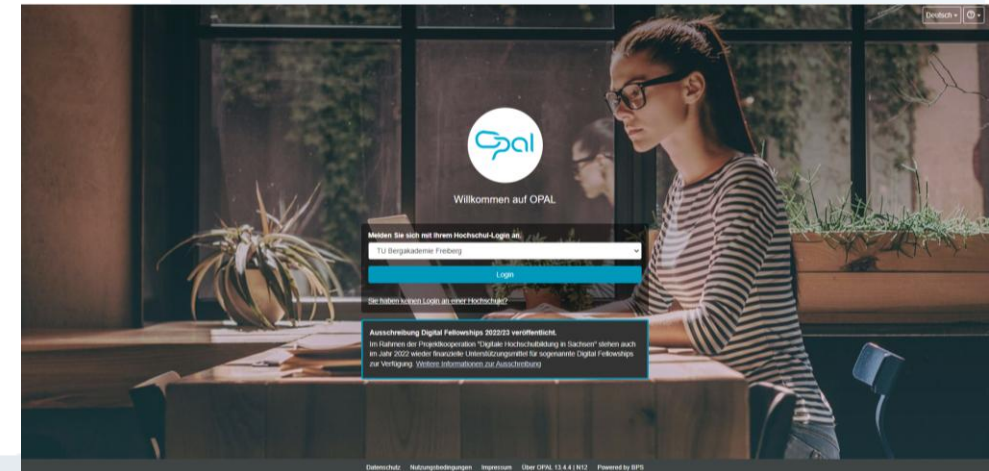 Deutsch
Opal
Willkommen auf OPAL
Melden Sie sich mit Ihrem Hochschul-Login an.
TU Bergakademie Freiberg
Login
Sie haben keinen Login an einer Hochschule?
Ausschreibung Digital Fellowships 2022/23 veröffentlicht.
Im Rahmen der Projektkooperation "Digitale Hochschulbildung in Sachsen" stehen auch
im Jahr 2022 wieder finanzielle Unterstützungsmittel für sogenannte Digital Fellowships
zur Verfügung. Weitere Informationen zur Ausschreibung
Datenschutz Nutzungsbedingungen Impressum Über OPAL 13.4.4 | N12 Powered by BPS